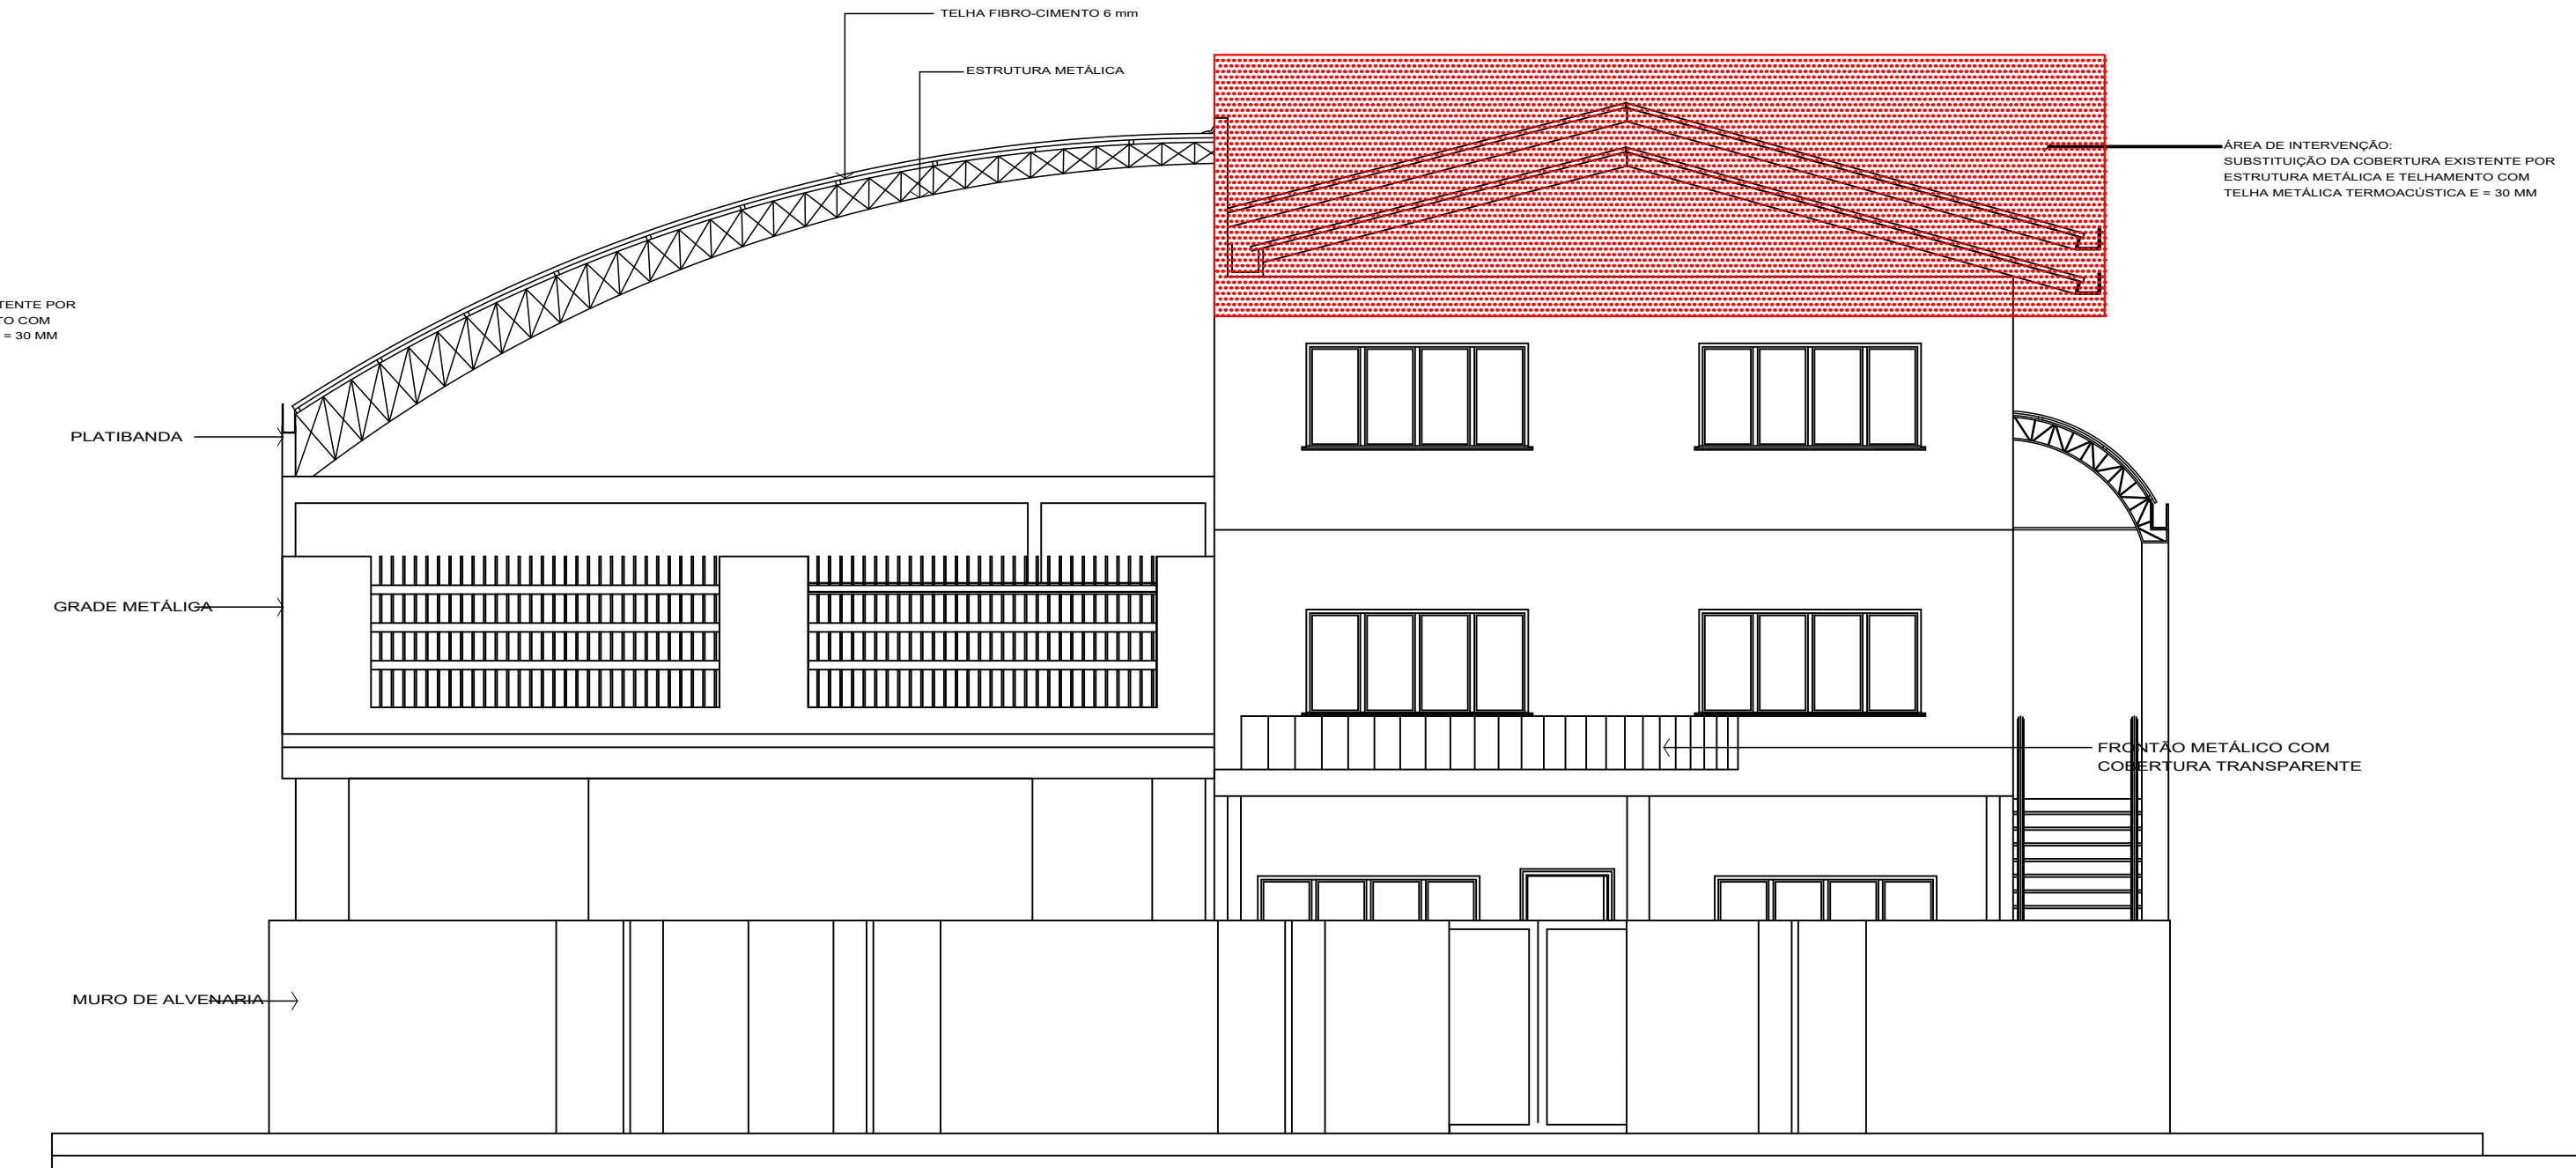 TELHA FIBRO-CIMENTO 6 mm
ESTRUTURA METÁLICA
ÁREA DE INTERVENÇÃO:
SUBSTITUIÇÃO DA COBERTURA EXISTENTE POR
ESTRUTURA METÁLICA E TELHAMENTO COM
TELHA METÁLICA TERMOACÚSTICA E = 30 MM
TENTE POR
TO COM
= 30 MM
PLATIBANDA
GRADE METÁLICA
FRONTÃO METÁLICO COM
COBERTURA TRANSPARENTE
MURO DE ALVENARIA